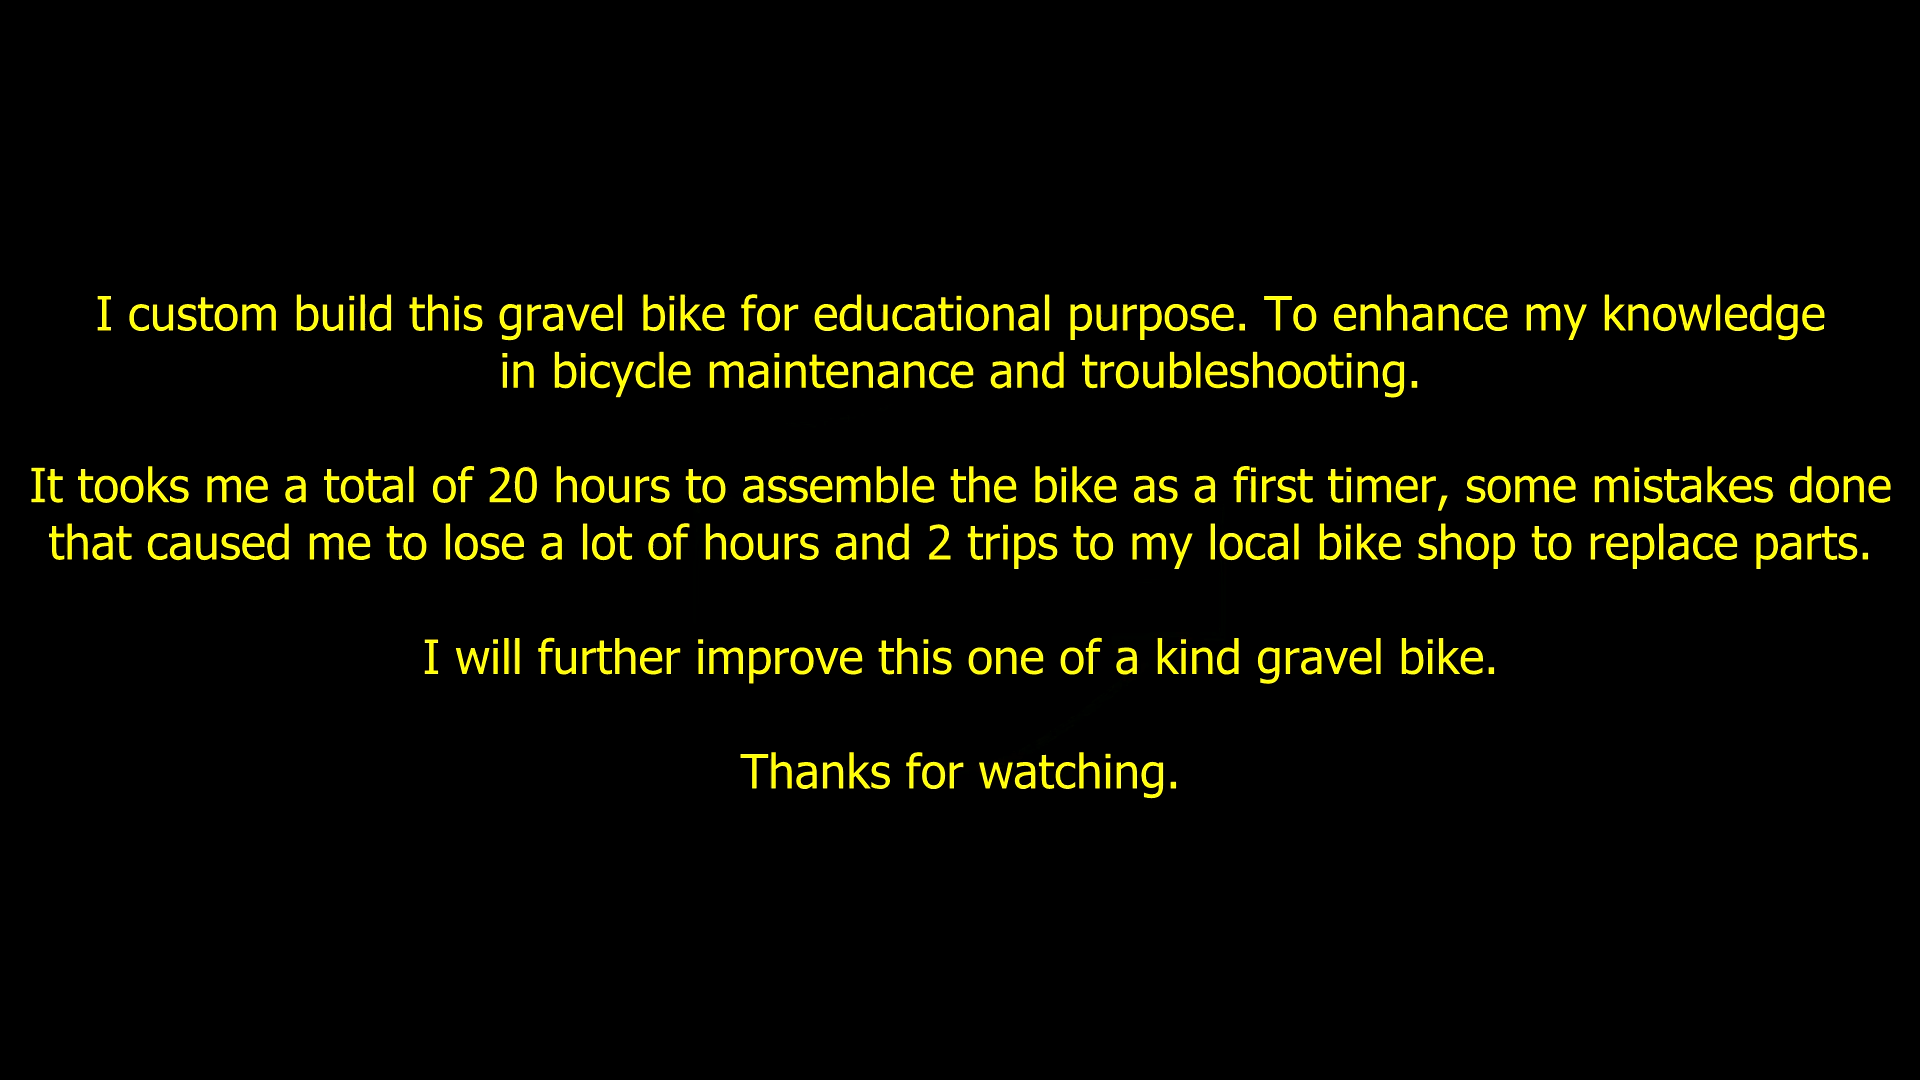 I custom build this gravel bike for educational purpose. To enhance my knowledge
in bicycle maintenance and troubleshooting.
It tooks me a total of 20 hours to assemble the bike as a first timer, some mistakes done
that caused me to lose a lot of hours and 2 trips to my local bike shop to replace parts.
I will further improve this one of a kind gravel bike.
Thanks for watching.